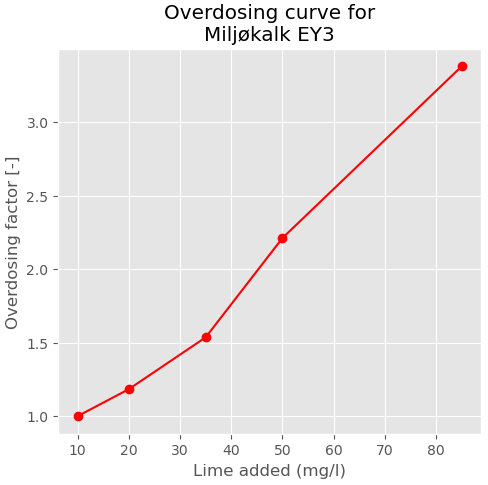 Overdosing curve for
Miljøkalk EY3
Overdosing factor [-]
3.0
2.5
2.0
1.5
1.0
10 20 30 40 50 60 70 80
Lime added (mg/l)